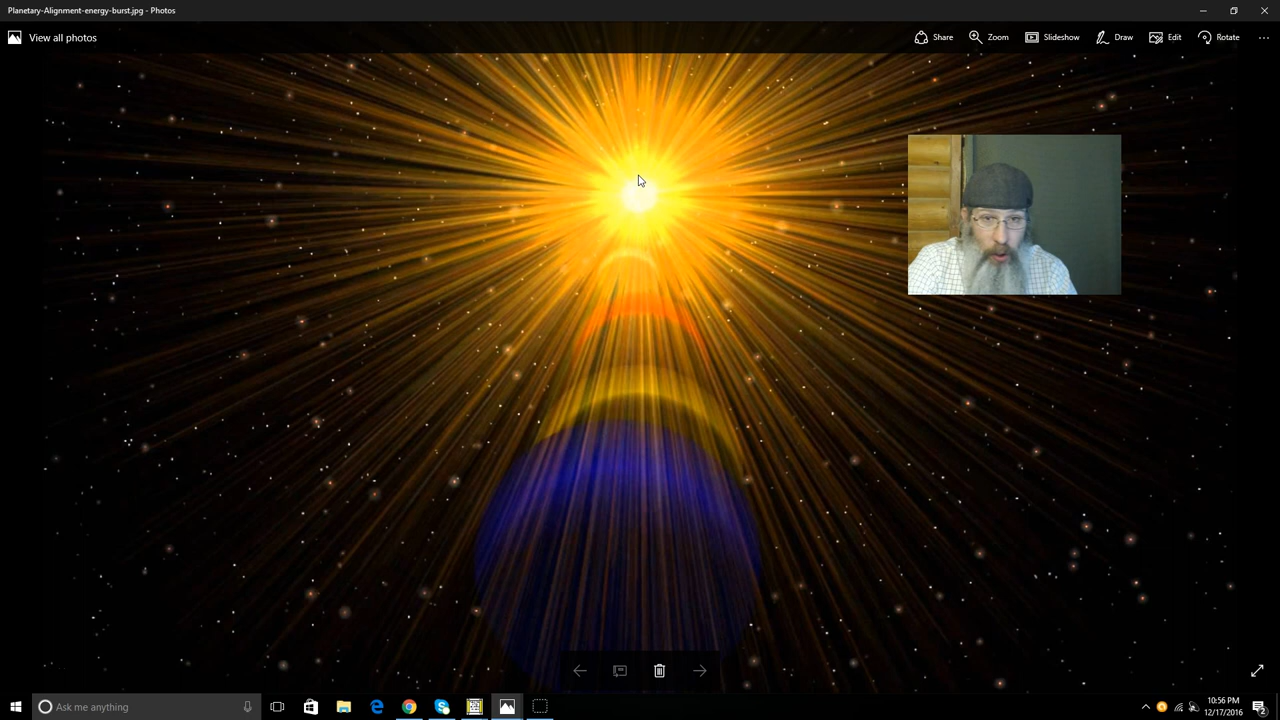 Planetary-Alignment-energy-burst.jpg - Photos
View all photos
Share
Zoom
Slideshow
Draw
Edit
Rotate
Ask me anything
10:56 PM
12/17/2016
2